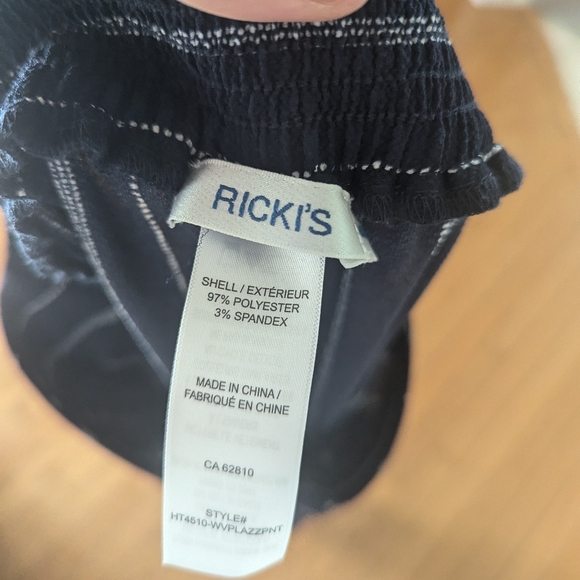 RICKI'S
SHELL / EXTÉRIEUR
97% POLYESTER
3% SPANDEX
MADE IN CHINA /
FABRIQUÉ EN CHINE
CA 62810
STYLE#
HT4610-WVPLAZZPNT